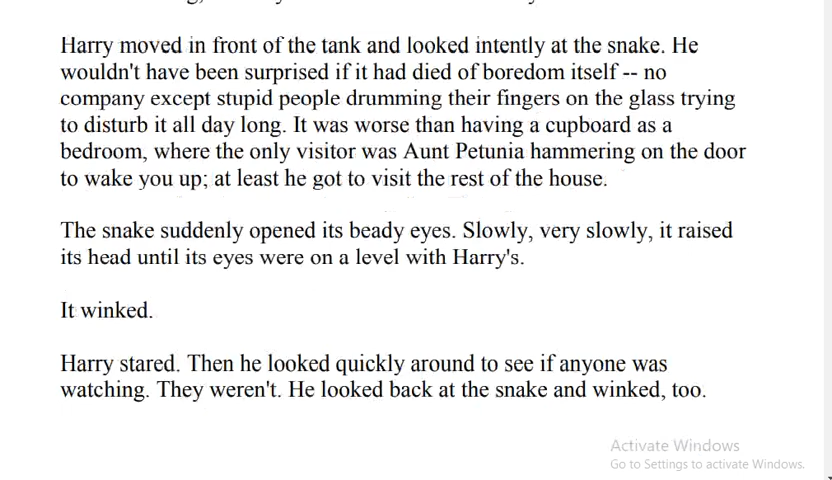 Harry moved in front of the tank and looked intently at the snake. He
wouldn't have been surprised if it had died of boredom itself -- no
company except stupid people drumming their fingers on the glass trying
to disturb it all day long. It was worse than having a cupboard as a
bedroom, where the only visitor was Aunt Petunia hammering on the door
to wake you up; at least he got to visit the rest of the house.
The snake suddenly opened its beady eyes. Slowly, very slowly, it raised
its head until its eyes were on a level with Harry's.
It winked.
Harry stared. Then he looked quickly around to see if anyone was
watching. They weren't. He looked back at the snake and winked, too.
Activate Windows
Go to Settings to activate Windows.